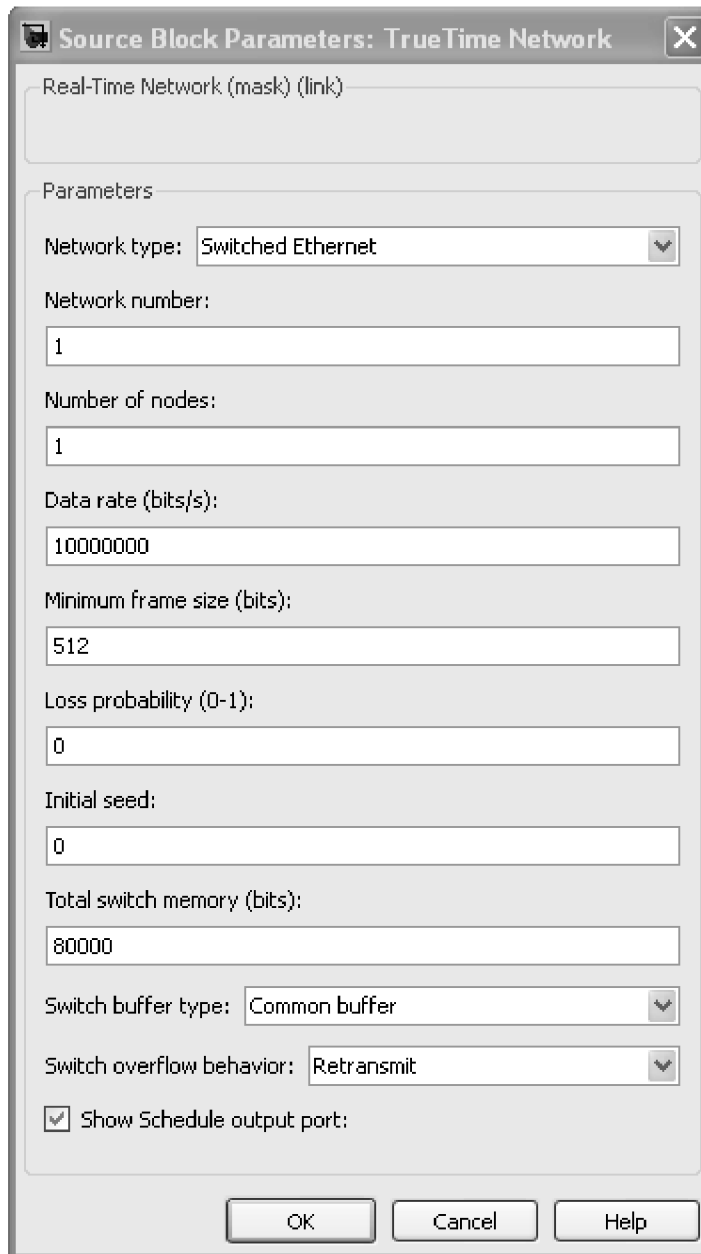 Source Block Parameters: TrueTime Network
Real-Time Network (mask) (link)
Parameters
Network type: Switched Ethernet
Network number:
1
Number of nodes:
1
Data rate (bits/s):
10000000
Minimum frame size (bits):
512
Loss probability (0-1):
0
Initial seed:
0
Total switch memory (bits):
80000
Switch buffer type: Common buffer
Switch overflow behavior: Retransmit
Show Schedule output port:
OK Cancel Help